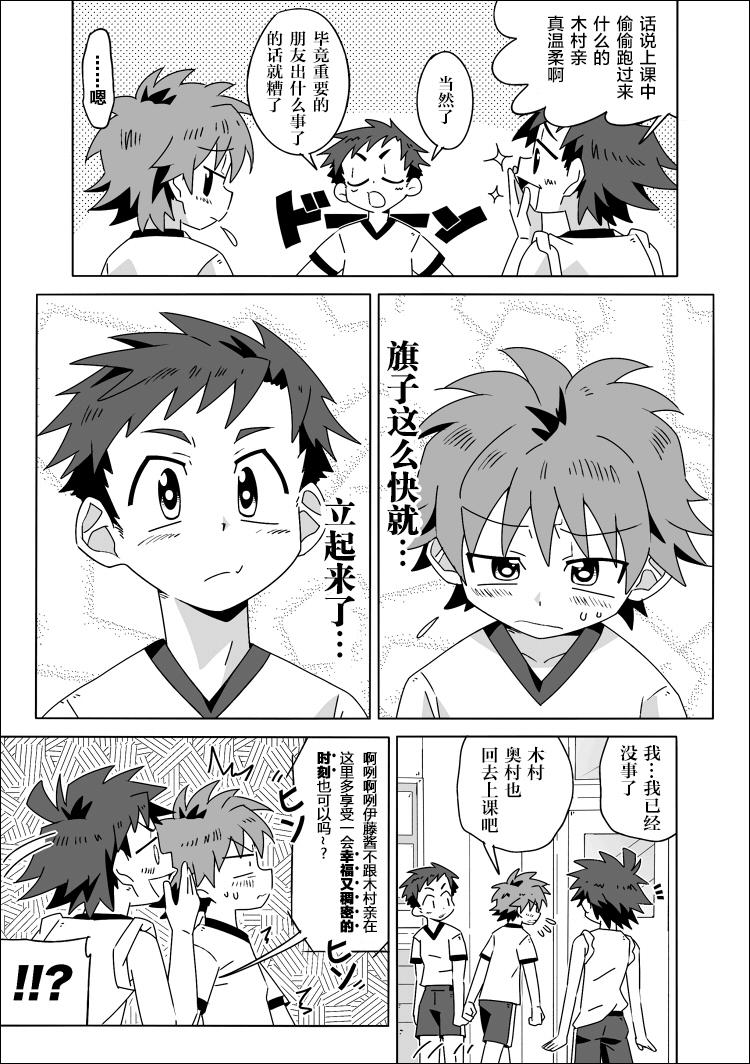 话说上课中
偷偷跑过来
什么的
木村亲
真温柔啊
当然了
毕竟重要的
朋友出什么事了
的话就糟了
……嗯
ドーン
旗子这么快就…
立起来了…
我…我已经
没事了
木村
奥村也
回去上课吧
啊咧啊咧伊藤酱不跟木村亲在
这里多享受一会幸福又稠密的
时刻也可以吗~？
ヒソ
ヒソ
!!?